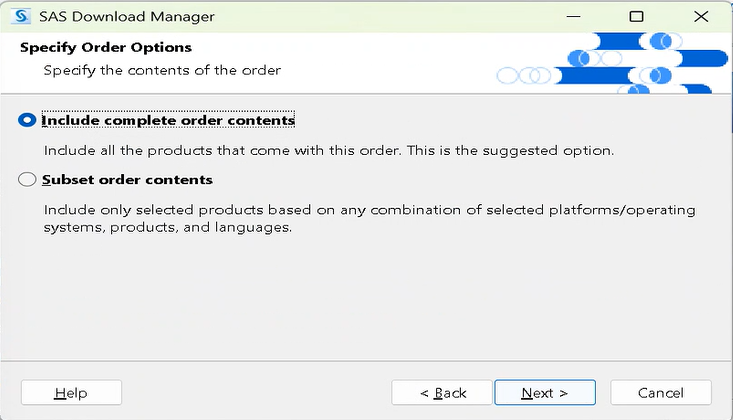 SAS Download Manager
Specify Order Options
Specify the contents of the order
Include complete order contents
Include all the products that come with this order. This is the suggested option.
Subset order contents
Include only selected products based on any combination of selected platforms/operating
systems, products, and languages.
Help
< Back
Next >
Cancel